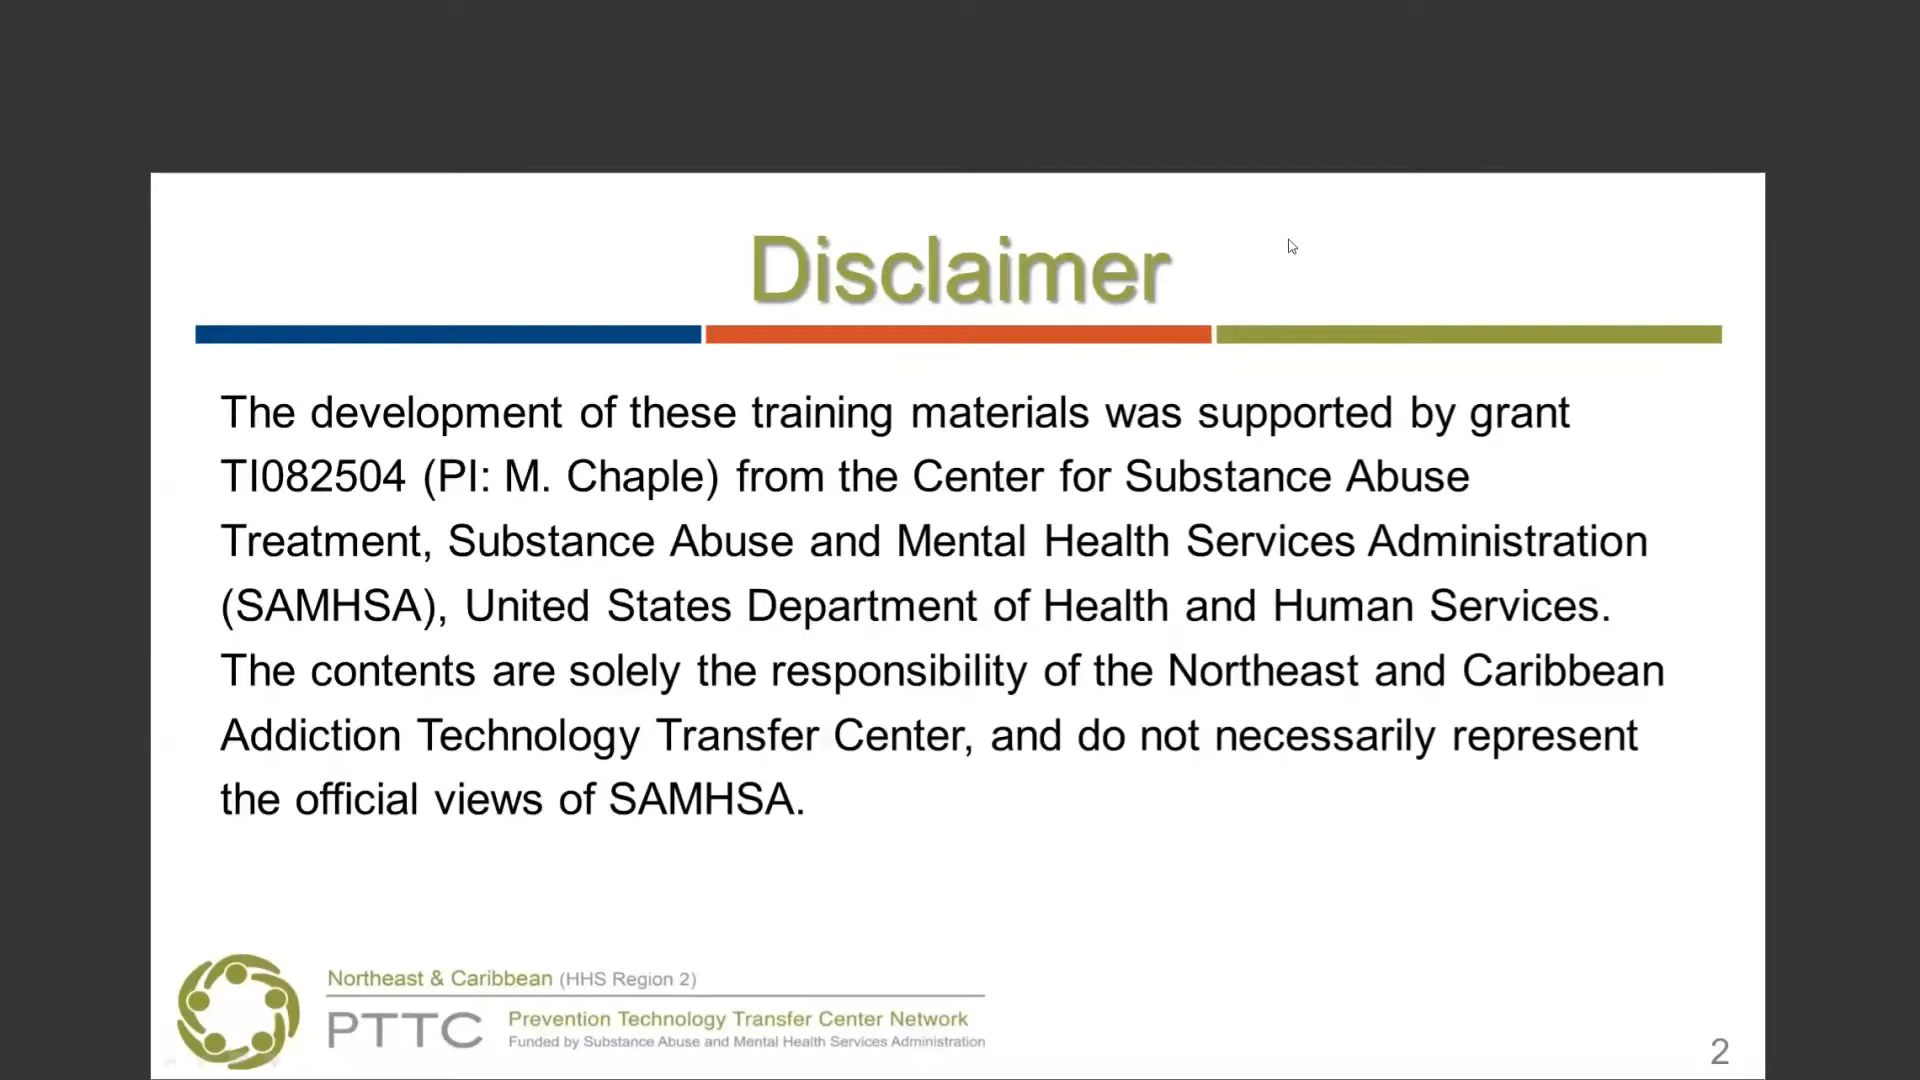 Disclaimer
The development of these training materials was supported by grant
TI082504 (PI: M. Chaple) from the Center for Substance Abuse
Treatment, Substance Abuse and Mental Health Services Administration
(SAMHSA), United States Department of Health and Human Services.
The contents are solely the responsibility of the Northeast and Caribbean
Addiction Technology Transfer Center, and do not necessarily represent
the official views of SAMHSA.
Northeast & Caribbean (HHS Region 2)
PTTC
Prevention Technology Transfer Center Network
Funded by Substance Abuse and Mental Health Services Administration
2